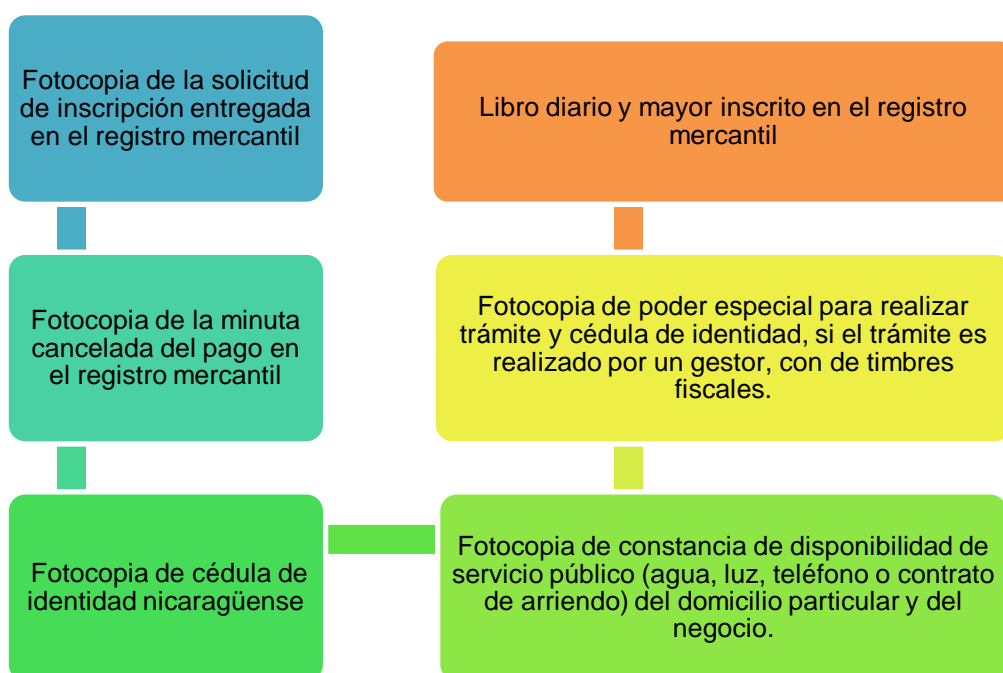 Fotocopia de la solicitud
de inscripción entregada
en el registro mercantil
Fotocopia de la minuta
cancelada del pago en
el registro mercantil
Fotocopia de cédula de
identidad nicaragüense
Fotocopia de constancia de disponibilidad de
servicio público (agua, luz, teléfono o contrato
de arriendo) del domicilio particular y del
negocio.
Fotocopia de poder especial para realizar
trámite y cédula de identidad, si el trámite es
realizado por un gestor, con de timbres
fiscales.
Libro diario y mayor inscrito en el registro
mercantil